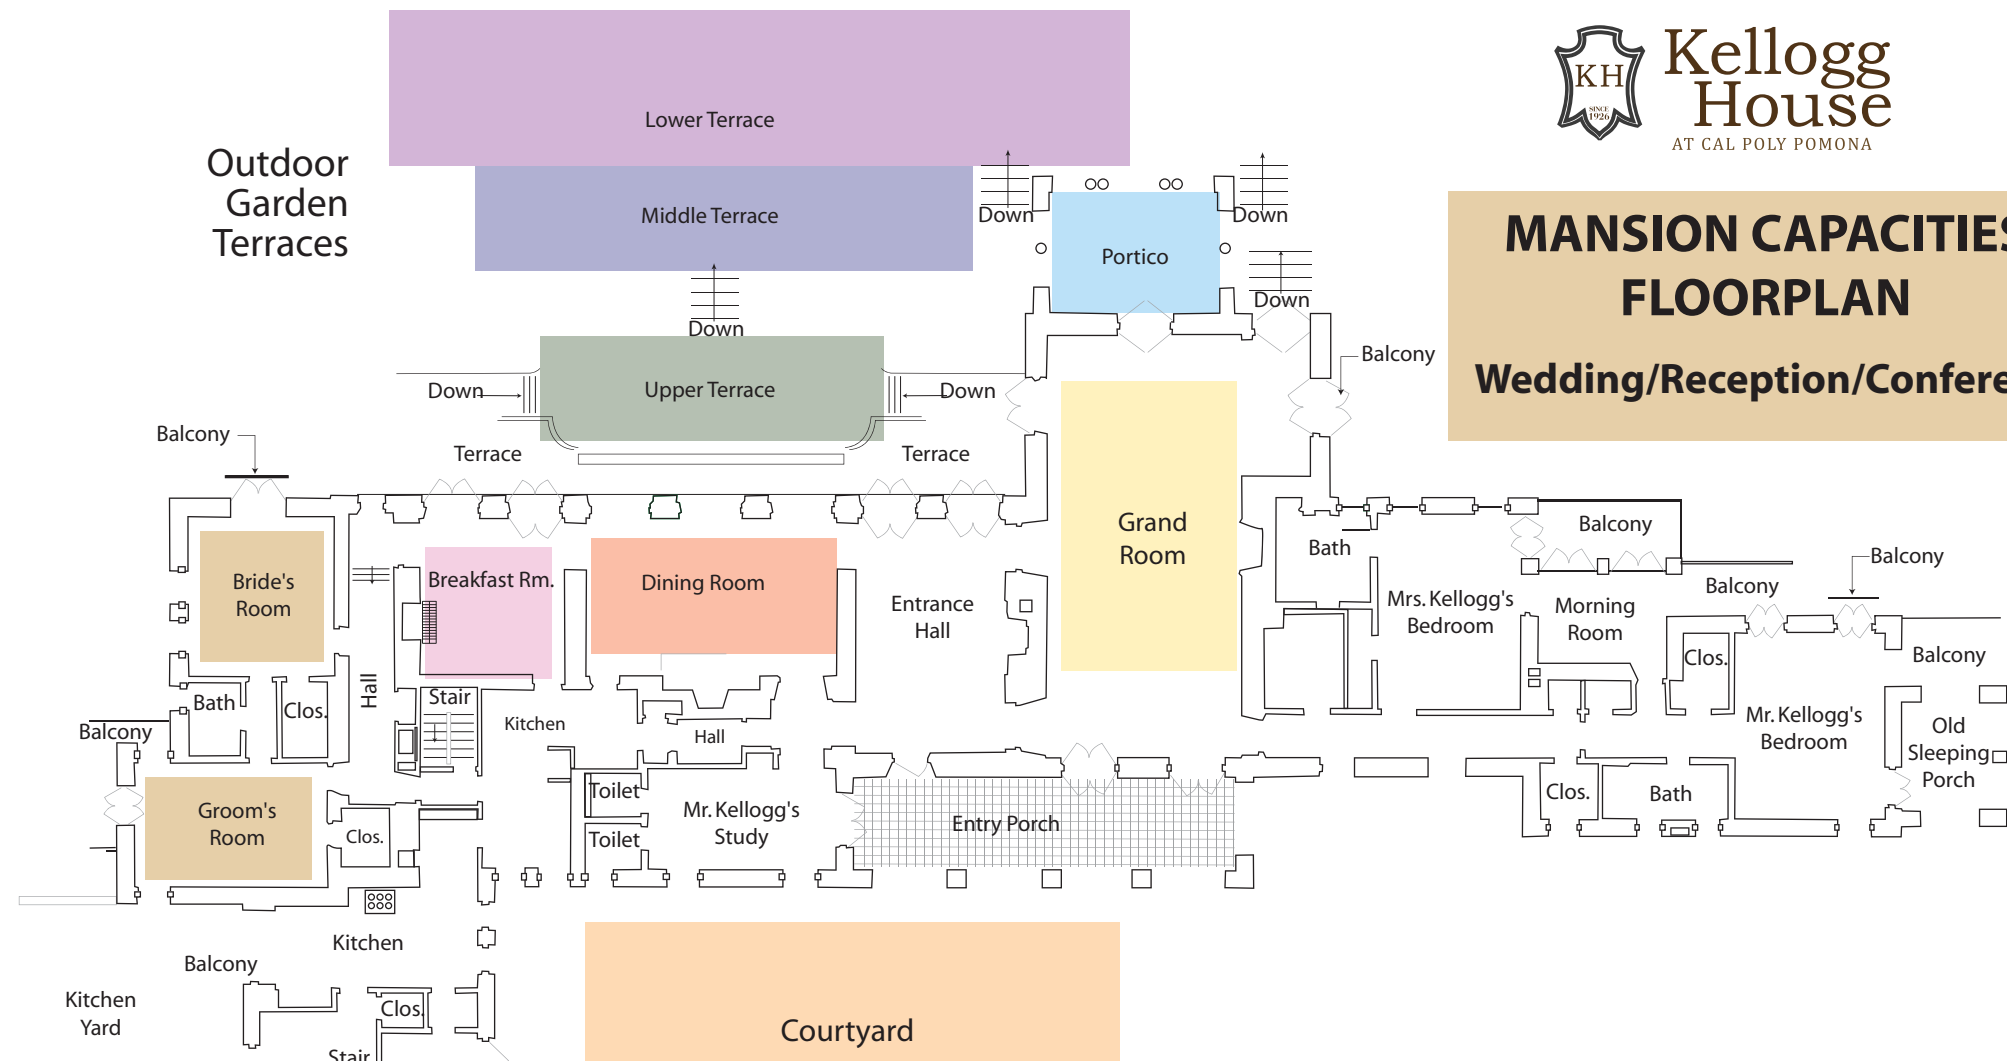 Kellogg
House
AT CAL POLY POMONA
KH
SINCE
1926
MANSION CAPACITIES
FLOORPLAN
Wedding/Reception/Confere
Outdoor
Garden
Terraces
Lower Terrace
Middle Terrace
Down
Down
Portico
Down
Down
Upper Terrace
Down
Down
Balcony
Balcony
Terrace
Terrace
Grand
Room
Bride's
Room
Breakfast Rm.
Dining Room
Entrance
Hall
Bath
Mrs. Kellogg's
Bedroom
Balcony
Morning
Room
Balcony
Balcony
Balcony
Clos.
Mr. Kellogg's
Bedroom
Old
Sleeping
Porch
Hall
Bath
Clos.
Stair
Kitchen
Hall
Balcony
Groom's
Room
Clos.
Toilet
Toilet
Mr. Kellogg's
Study
Entry Porch
Clos.
Bath
Kitchen
Balcony
Kitchen
Yard
Clos.
Stair
Courtyard